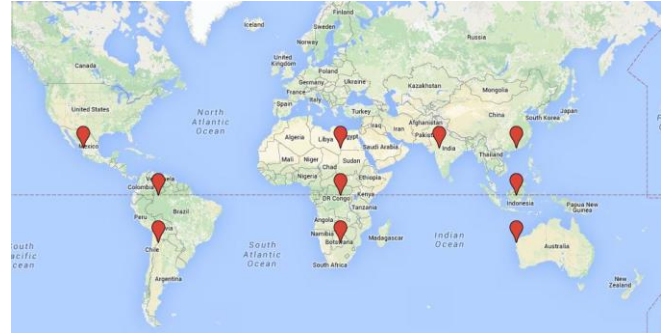 Iceland
Sweden
Finland
Norway
Russia
Canada
United
Kingdom
Poland
Germany
Ukraine
France
Kazakhstan
Mongolia
Spain
Italy
Turkey
United States
North
Atlantic
Ocean
Afghanistan
China
South Korea
Japan
Iraq
Iran
Pakistan
Algeria
Libya
Egypt
Mexico
Saudi Arabia
India
Mali
Niger
Chad
Sudan
Thailand
Nigeria
Ethiopia
Colombia
DR Congo
Kenya
Indonesia
Papua New
Guinea
Tanzania
Peru
Brazil
Angola
Namibia
Botswana
Madagascar
Indian
Ocean
South
Atlantic
Ocean
Chile
Australia
South Africa
Argentina
New
Zealand